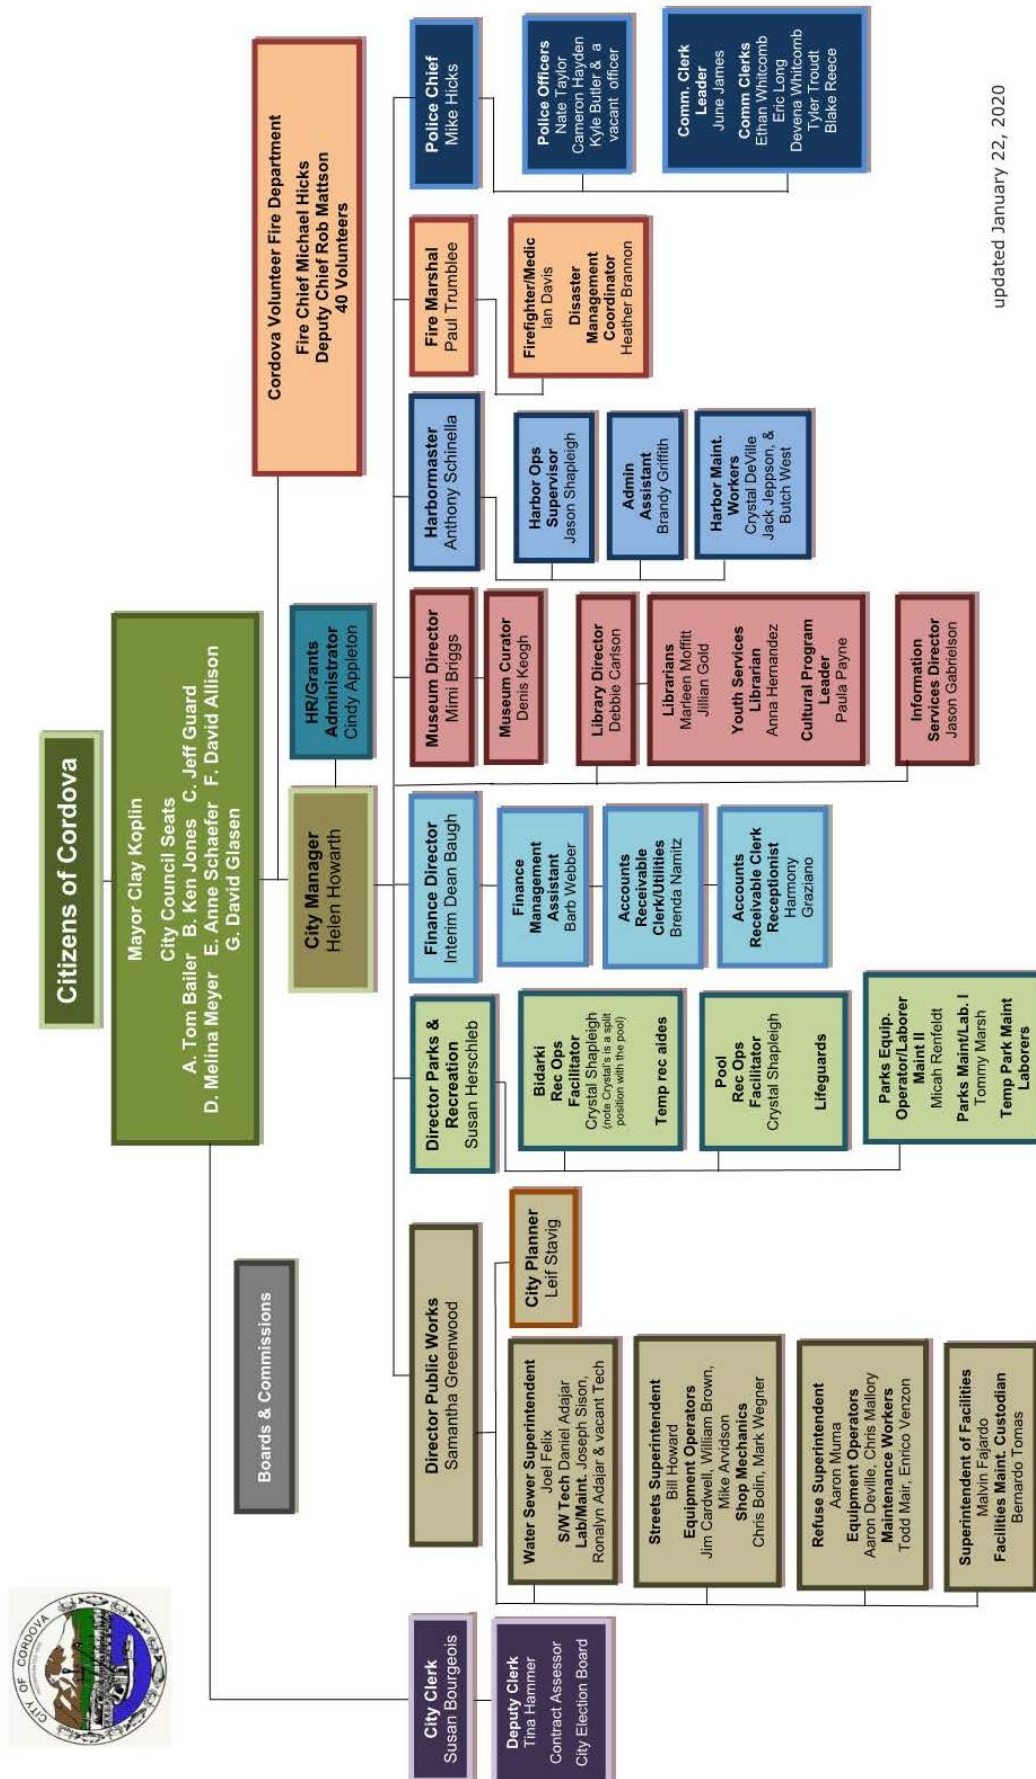 CITY OF CORDOVA
Citizens of Cordova
Mayor Clay Koplin
City Council Seats
A. Tom Bailer B. Ken Jones C. Jeff Guard
D. Melina Meyer E. Anne Schaefer F. David Allison
G. David Glasen
Boards & Commissions
Cordova Volunteer Fire Department
Fire Chief Michael Hicks
Deputy Chief Rob Mattson
40 Volunteers
City Manager
Helen Howarth
HR/Grants
Administrator
Cindy Appleton
City Clerk
Susan Bourgeois
Deputy Clerk
Tina Hammer
Contract Assessor
City Election Board
Director Public Works
Samantha Greenwood
City Planner
Leif Stavig
Water Sewer Superintendent
Joel Felix
S/W Tech Daniel Adajar
Lab/Maint. Joseph Sison,
Ronalyn Adajar & vacant Tech
Streets Superintendent
Bill Howard
Equipment Operators
Jim Cardwell, William Brown,
Mike Arvidson
Shop Mechanics
Chris Bolin, Mark Wegner
Refuse Superintendent
Aaron Muma
Equipment Operators
Aaron Deville, Chris Mallory
Maintenance Workers
Todd Mair, Enrico Venzon
Superintendent of Facilities
Malvin Fajardo
Facilities Maint. Custodian
Bernardo Tomas
Director Parks &
Recreation
Susan Herschleb
Bidarki
Rec Ops
Facilitator
Crystal Shapleigh
(note Crystal's is a split
position with the pool)
Temp rec aides
Pool
Rec Ops
Facilitator
Crystal Shapleigh
Lifeguards
Parks Equip.
Operator/Laborer
Maint II
Micah Renfeldt
Parks Maint/Lab. I
Tommy Marsh
Temp Park Maint
Laborers
Finance Director
Interim Dean Baugh
Finance
Management
Assistant
Barb Webber
Accounts
Receivable
Clerk/Utilities
Brenda Namitz
Accounts
Receivable Clerk
Receptionist
Harmony
Graziano
Museum Director
Mimi Briggs
Museum Curator
Denis Keogh
Library Director
Debbie Carlson
Librarians
Marleen Moffitt
Jillian Gold
Youth Services
Librarian
Anna Hernandez
Cultural Program
Leader
Paula Payne
Information
Services Director
Jason Gabrielson
Harbormaster
Anthony Schinella
Harbor Ops
Supervisor
Jason Shapleigh
Admin
Assistant
Brandy Griffith
Harbor Maint.
Workers
Crystal DeVille
Jack Jeppson, &
Butch West
Fire Marshal
Paul Trumblee
Firefighter/Medic
Ian Davis
Disaster
Management
Coordinator
Heather Brannon
Police Chief
Mike Hicks
Police Officers
Nate Taylor
Cameron Hayden
Kyle Butler & a
vacant officer
Comm. Clerk
Leader
June James
Comm Clerks
Ethan Whitcomb
Eric Long
Devena Whitcomb
Tyler Troudt
Blake Reece
updated January 22, 2020